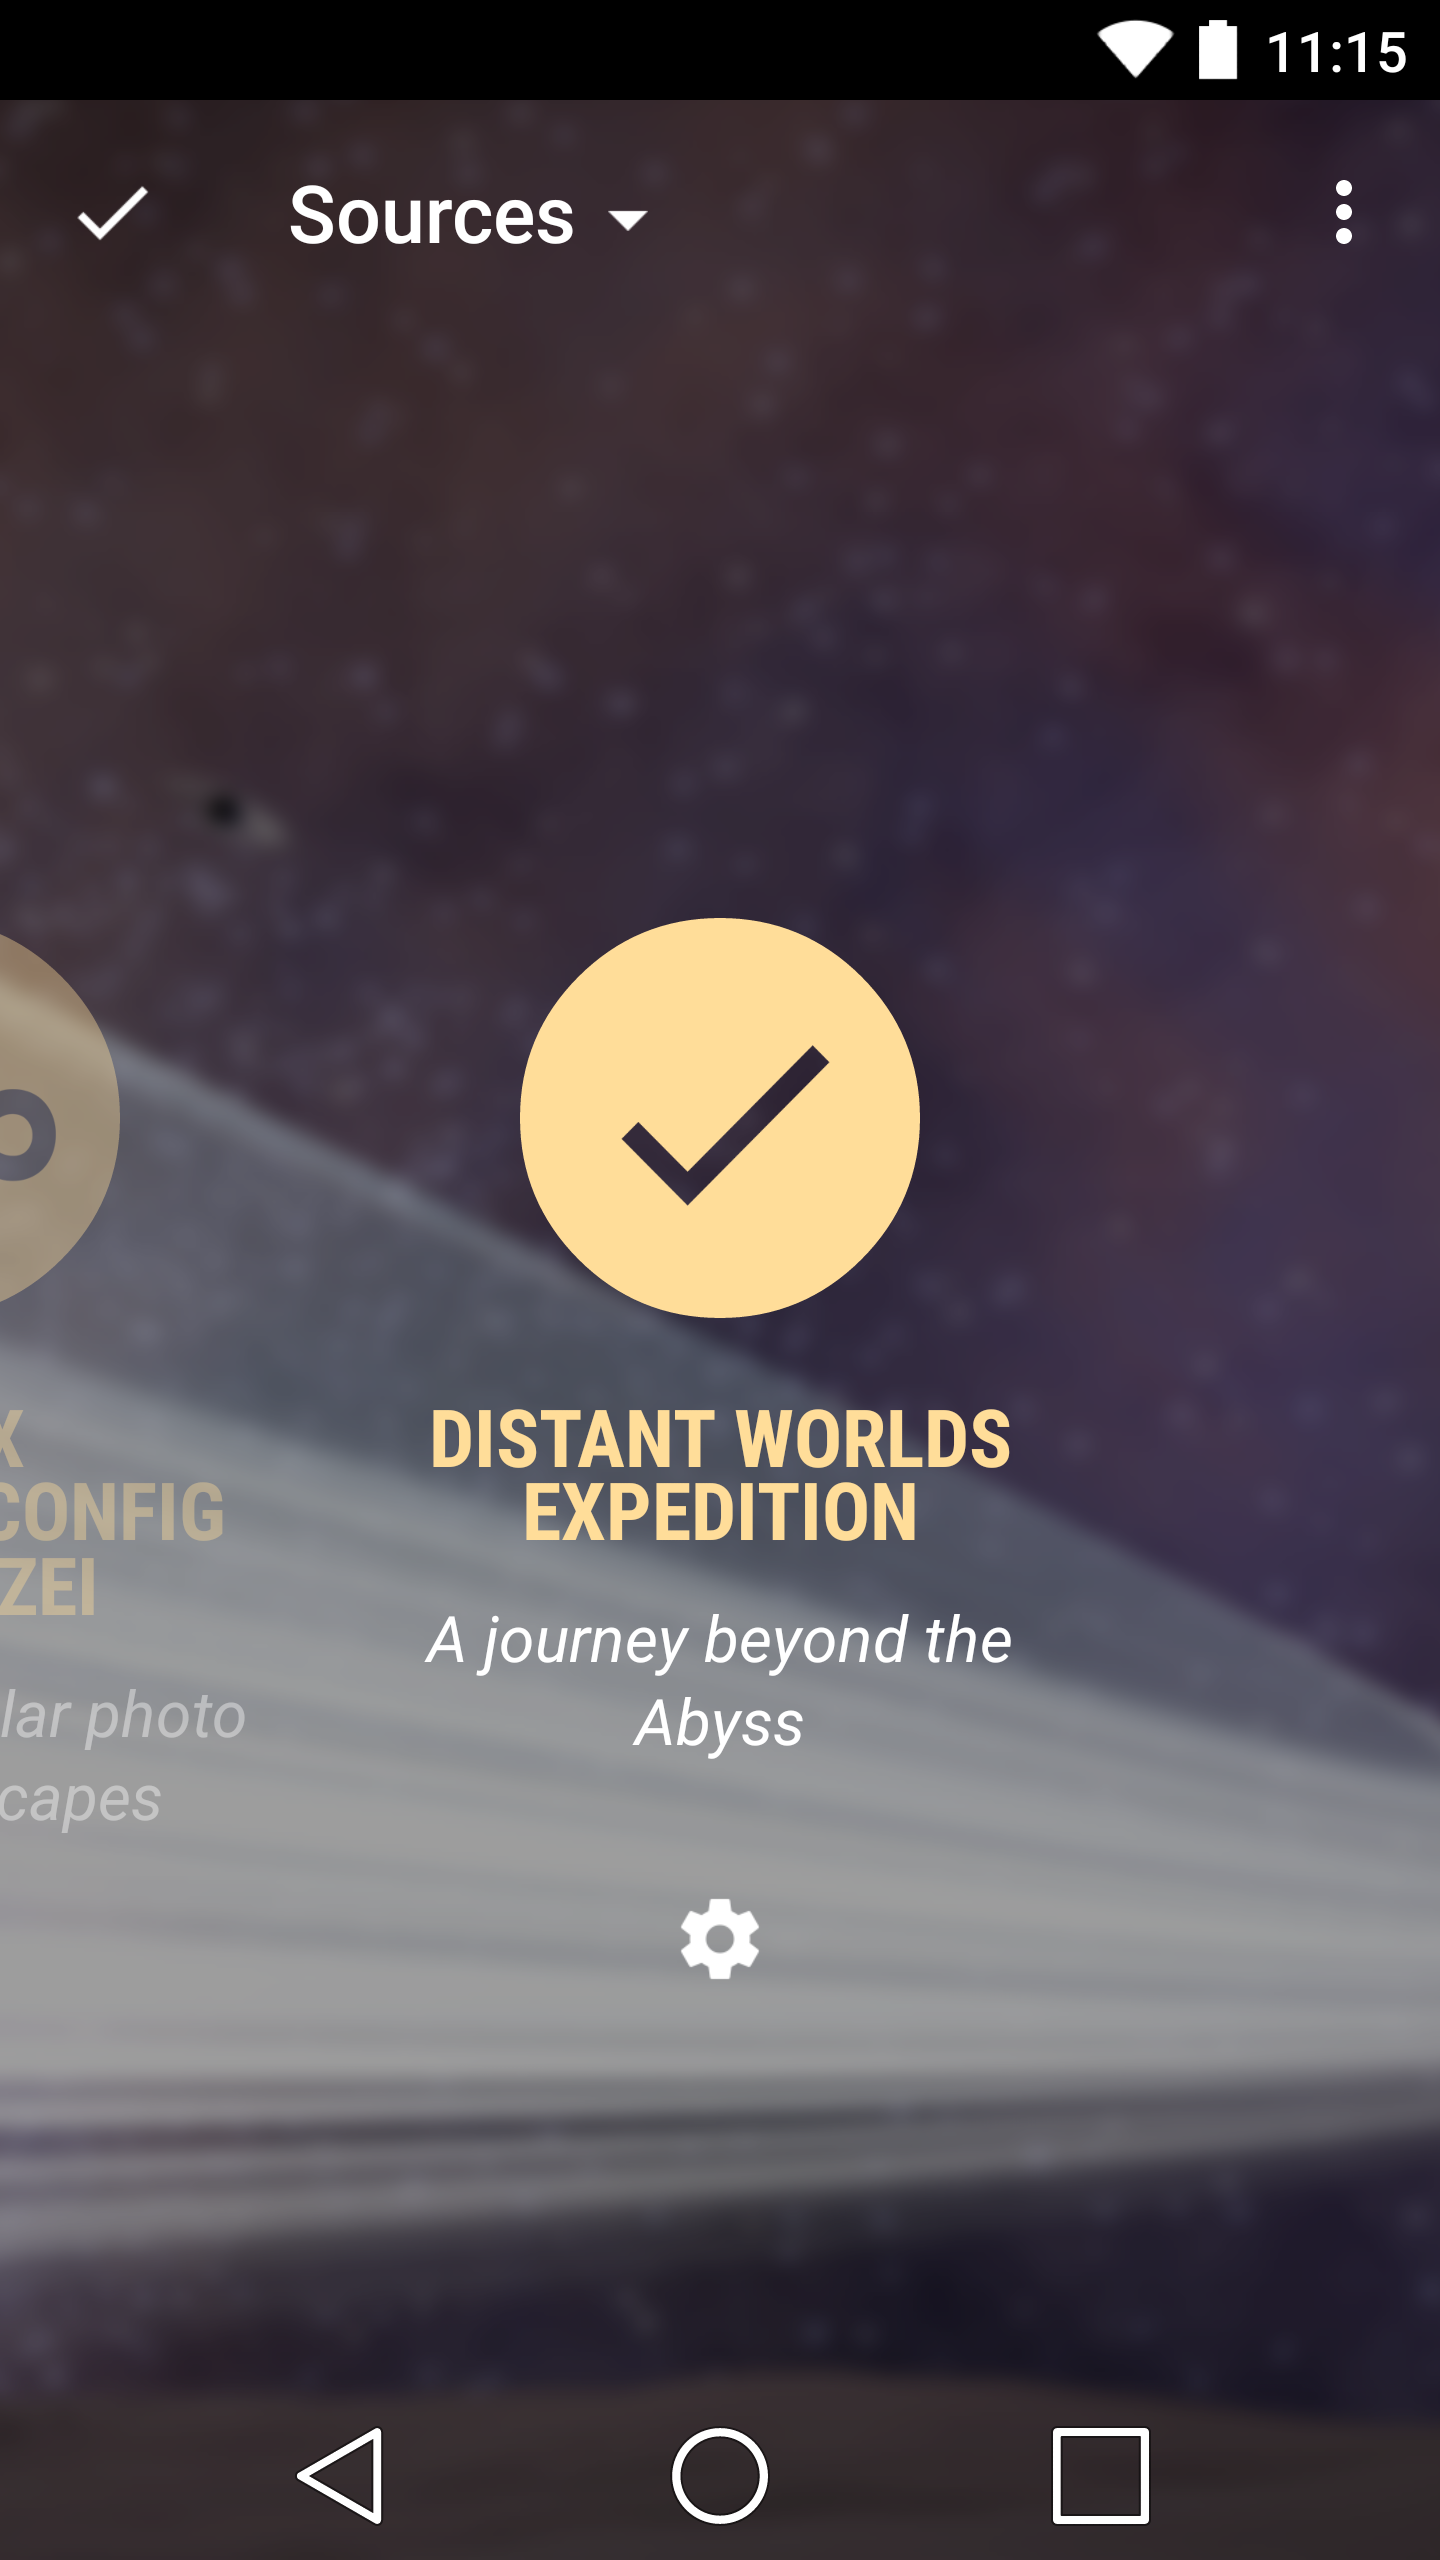 11:15
Sources
DISTANT WORLDS
EXPEDITION
A journey beyond the
Abyss
X
CONFIG
ZEI
lar photo
capes